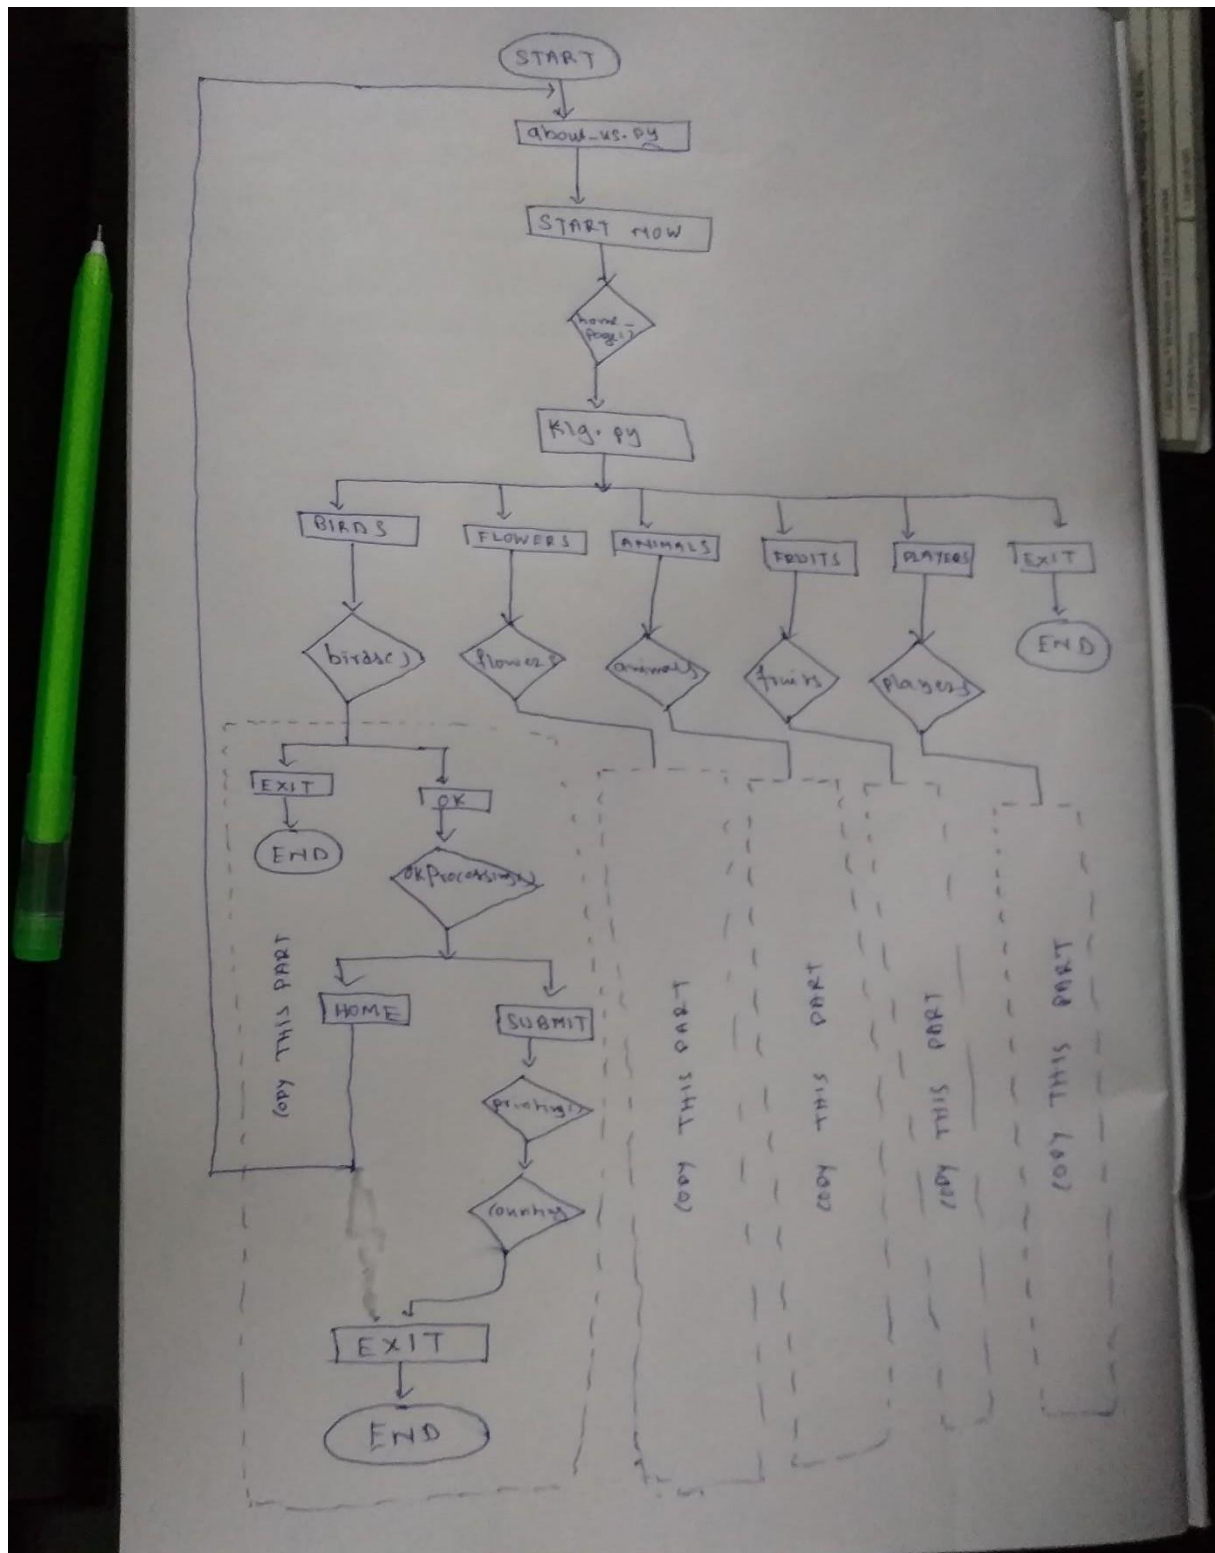 START
about_us.py
START NOW
home_
page()
Klg.py
BIRDS
FLOWERS
ANIMALS
FRUITS
PLAYERS
EXIT
birds()
flowers
animals
fruits
players
END
EXIT
OK
END
okprocessing()
HOME
SUBMIT
printing()
counting
EXIT
END
COPY THIS PART
COPY THIS PART
COPY THIS PART
COPY THIS PART
COPY THIS PART